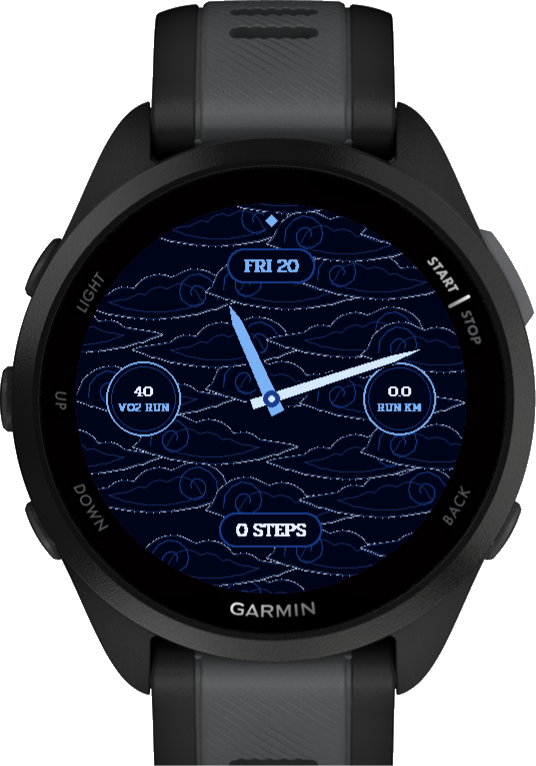 FRI 20
START
STOP
LIGHT
40
VO2 RUN
0.0
RUN KM
UP
DOWN
BACK
0 STEPS
GARMIN